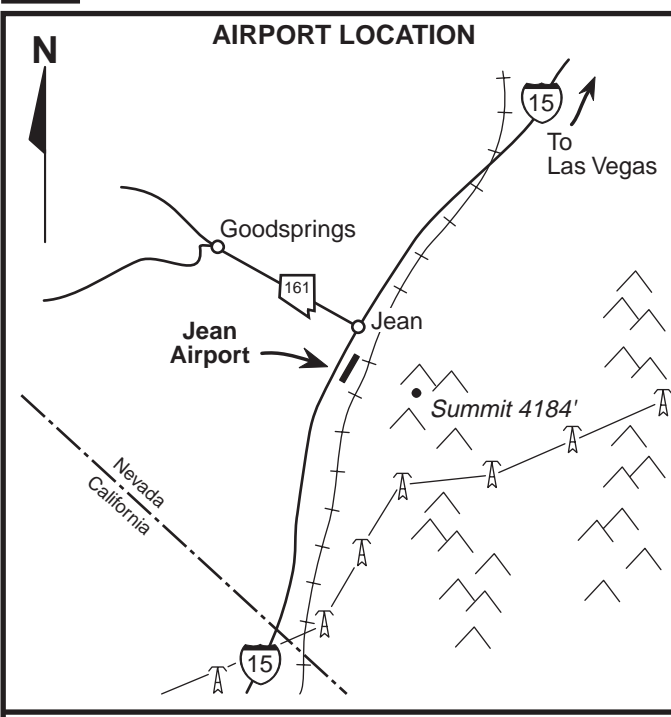 AIRPORT LOCATION
N
15
To
Las Vegas
Goodsprings
161
Jean
Jean
Airport
Summit 4184'
Nevada
California
15